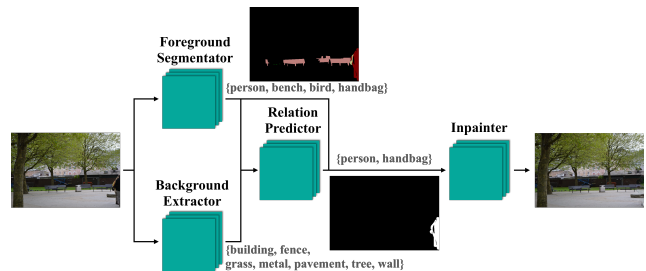 Foreground
Segmentator
{person, bench, bird, handbag}
Relation
Predictor
Inpainter
{person, handbag}
Background
Extractor
{building, fence,
grass, metal, pavement, tree, wall}